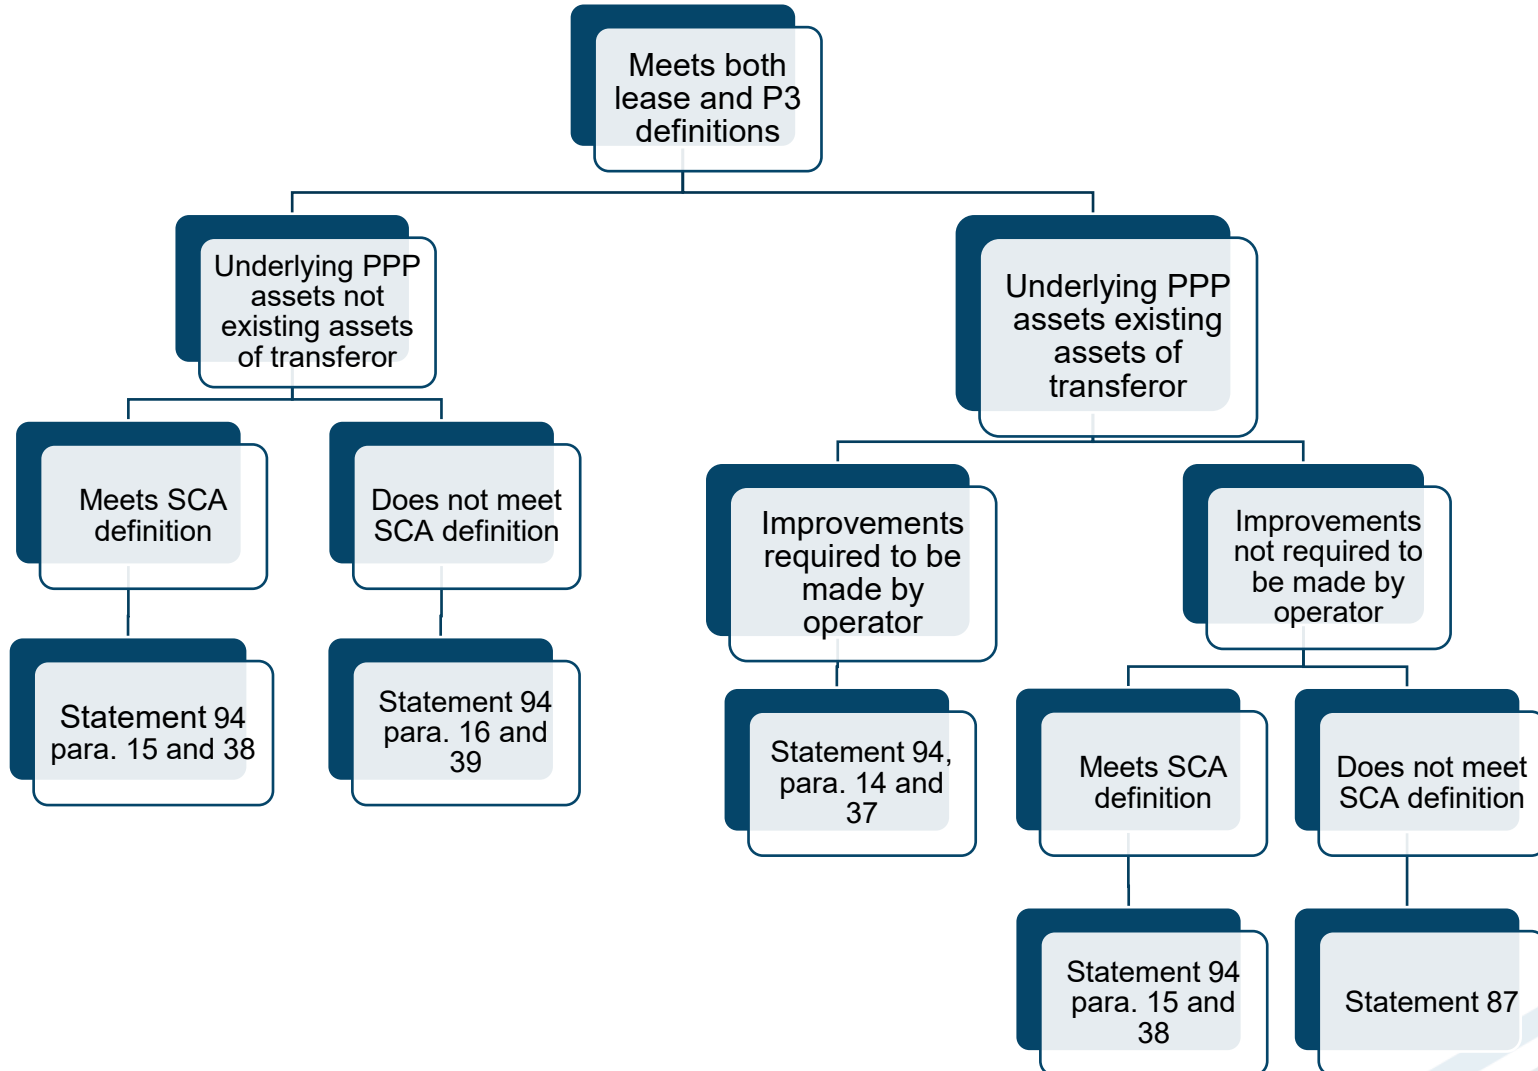 Meets both
lease and P3
definitions
Underlying PPP
assets not
existing assets
of transferor
Underlying PPP
assets existing
assets of
transferor
Meets SCA
definition
Does not meet
SCA definition
Improvements
required to be
made by
operator
Improvements
not required to
be made by
operator
Statement 94
para. 15 and 38
Statement 94
para. 16 and
39
Statement 94,
para. 14 and
37
Meets SCA
definition
Does not meet
SCA definition
Statement 94
para. 15 and
38
Statement 87